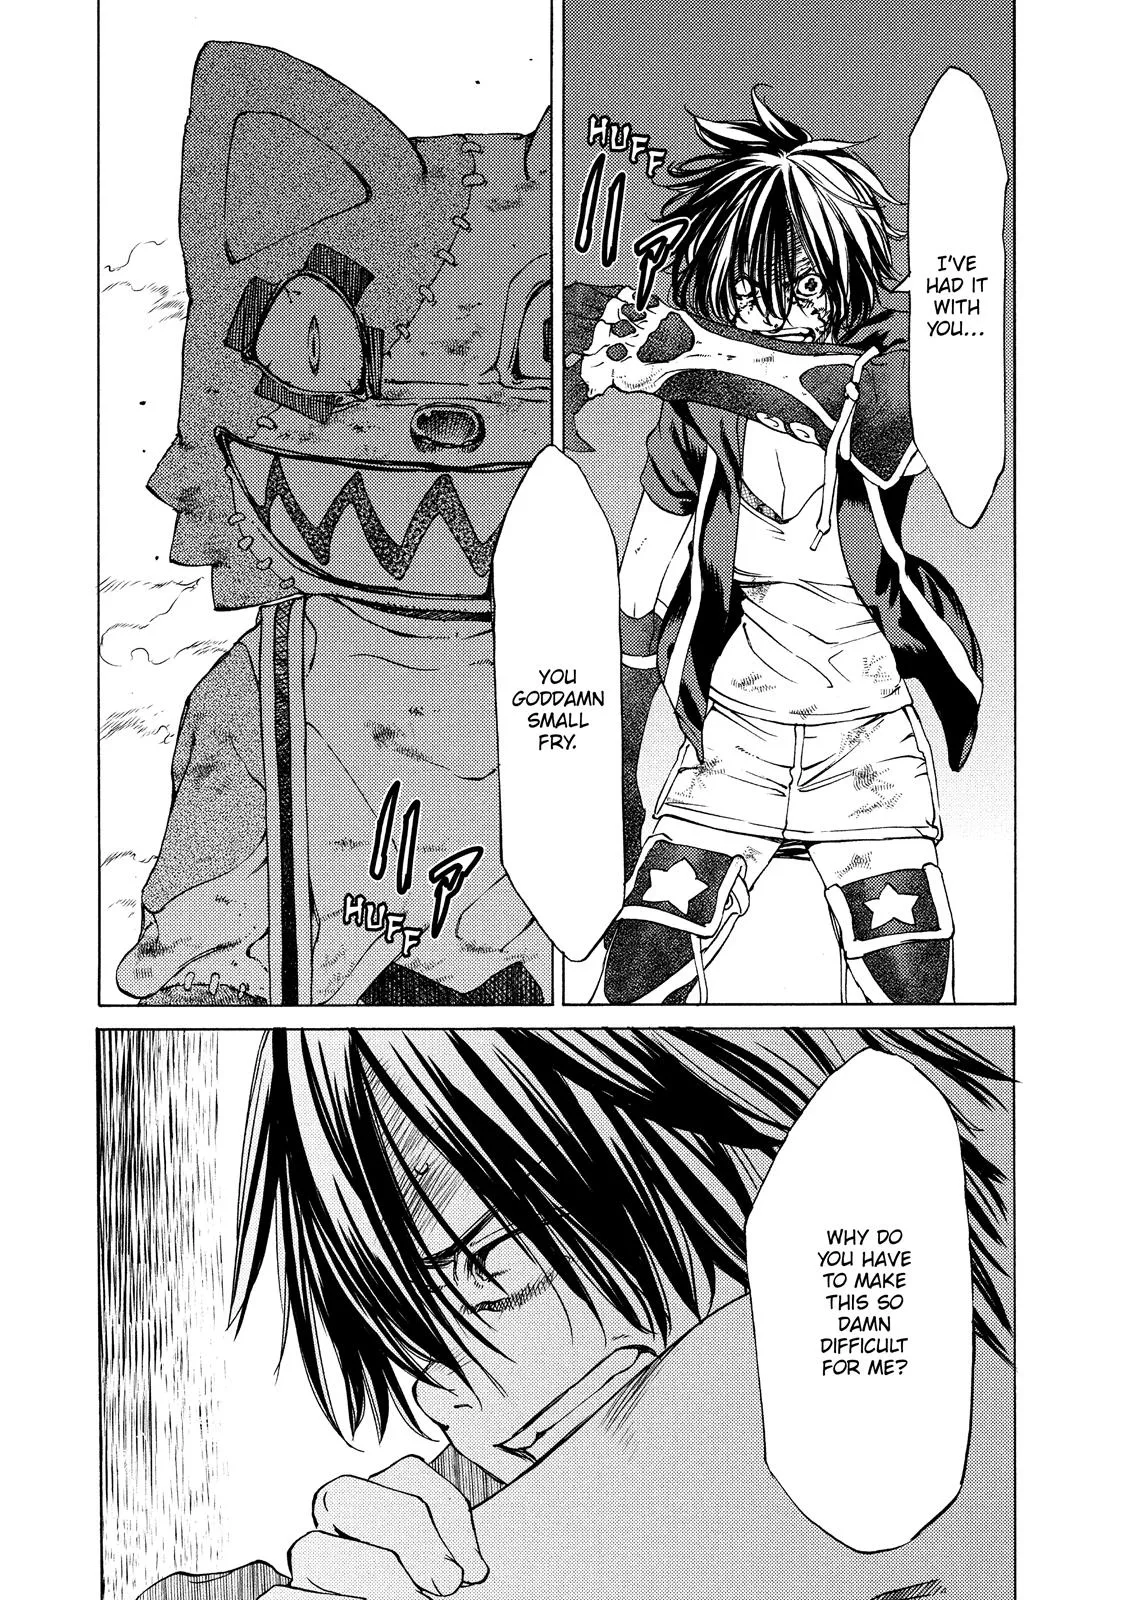 HUFF
I'VE
HAD IT
WITH
YOU...
YOU
GODDAMN
SMALL
FRY.
HUFF
WHY DO
YOU HAVE
TO MAKE
THIS SO
DAMN
DIFFICULT
FOR ME?